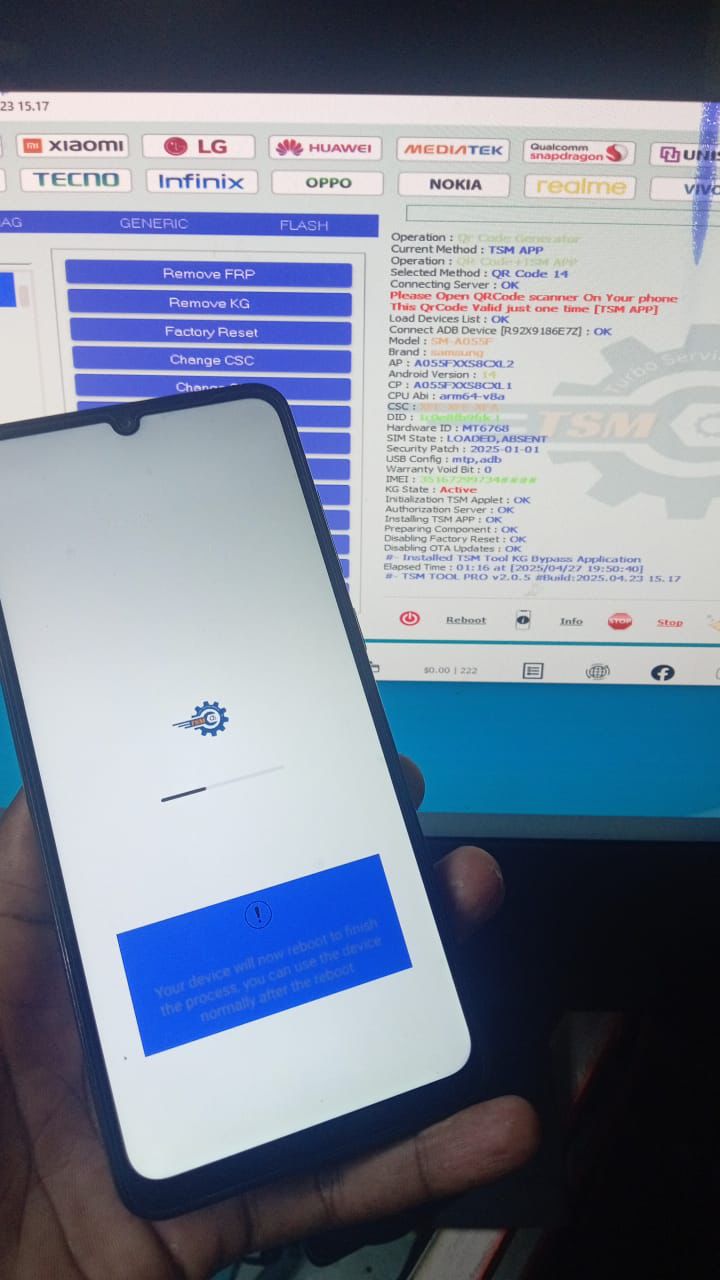 23 15.17
xiaomi
LG
HUAWEI
MEDIATEK
Qualcomm
snapdragon
UNIS
TECNO
Infinix
OPPO
NOKIA
realme
vivo
AG
GENERIC
FLASH
Remove FRP
Remove KG
Factory Reset
Change CSC
Operation : Qr Code Generator
Current Method : TSM APP
Operation : QR Code+TSM APP
Selected Method : QR Code 14
Connecting Server : OK
Please Open QRCode scanner On Your phone
This QrCode Valid just one time [TSM APP]
Load Devices List : OK
Connect ADB Device [R92X9186E7Z] : OK
Model : SM-A055F
Brand : samsung
AP : A055FXXS8CXL2
Android Version : 14
CP : A055FXXS8CXL1
CPU Abi : arm64-v8a
CSC :
DID :
Hardware ID : MT6768
SIM State : LOADED,ABSENT
Security Patch : 2025-01-01
USB Config : mtp,adb
Warranty Void Bit : 0
IMEI : 35167299734####
KG State : Active
Initialization TSM Applet : OK
Authorization Server : OK
Installing TSM APP : OK
Preparing Component : OK
Disabling Factory Reset : OK
Disabling OTA Updates : OK
#- Installed TSM Tool KG Bypass Application
Elapsed Time : 01:16 at [2025/04/27 19:50:40]
#- TSM TOOL PRO v2.0.5 #Build:2025.04.23 15.17
Turbo Servi
TSM
Reboot
Info
STOP
Stop
$0.00 | 222
TSM
Your device will now reboot to finish
the process, you can use the device
normally after the reboot